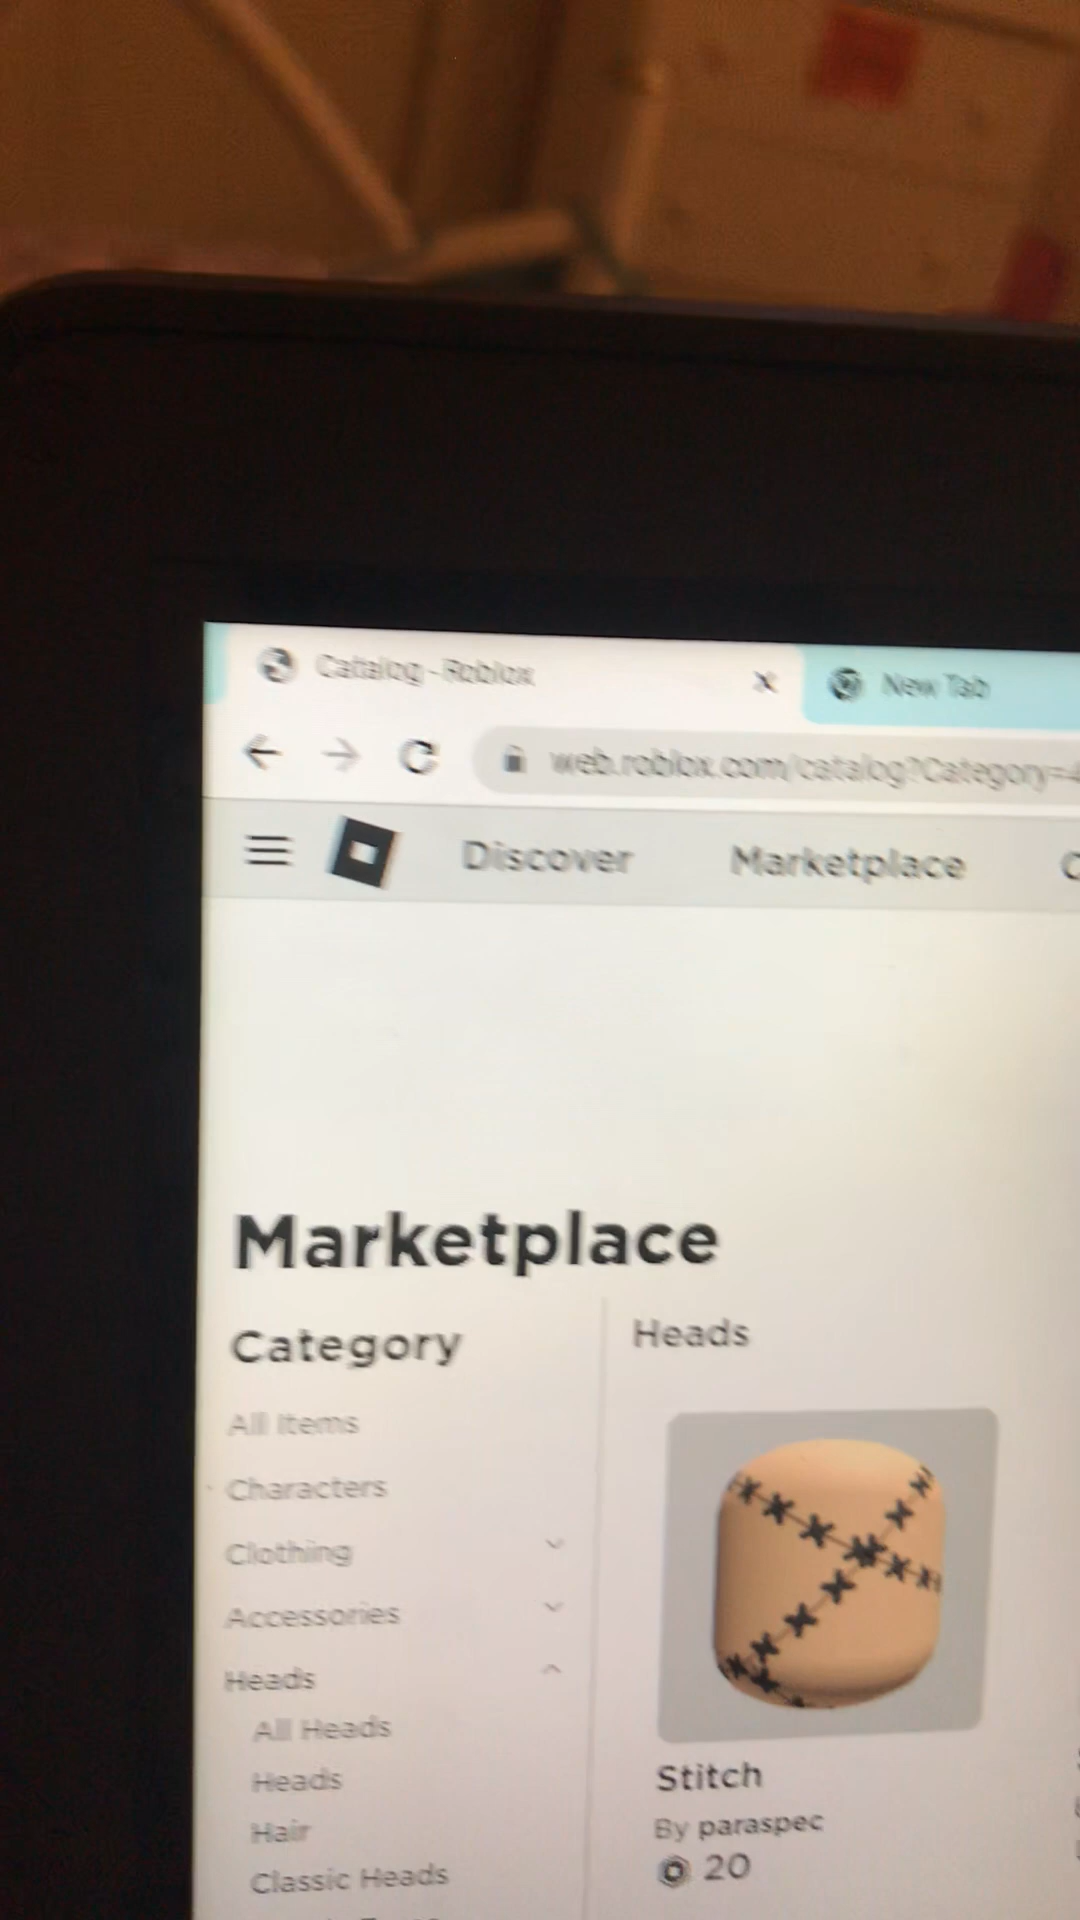 Catalog - Roblox
New Tab
web.roblox.com/catalog?Category=4
Discover Marketplace C
Marketplace
Category
Heads
All Items
Characters
Clothing
Accessories
Heads
All Heads
Heads
Hair
Classic Heads
Stitch
By paraspec
20